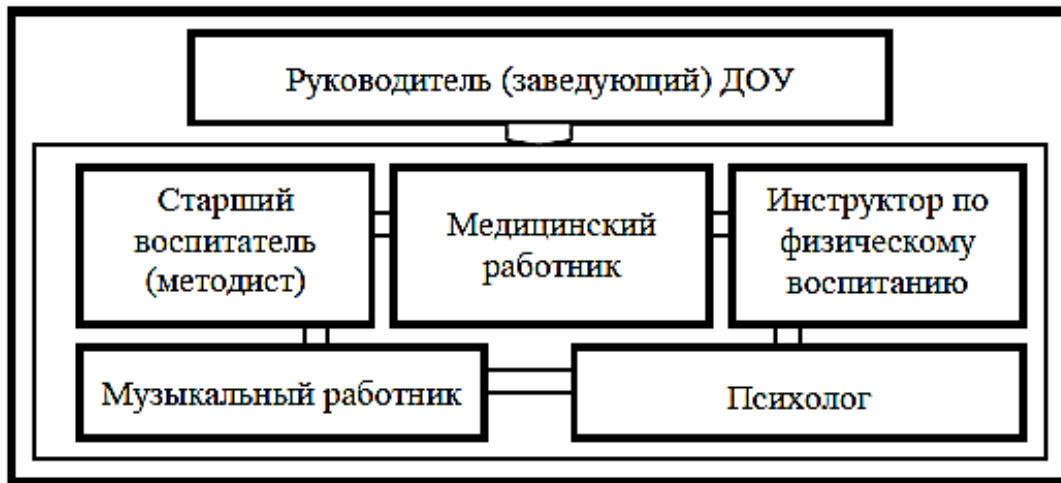 Руководитель (заведующий) ДОУ
Старший
воспитатель
(методист)
Медицинский
работник
Инструктор по
физическому
воспитанию
Музыкальный работник
Психолог